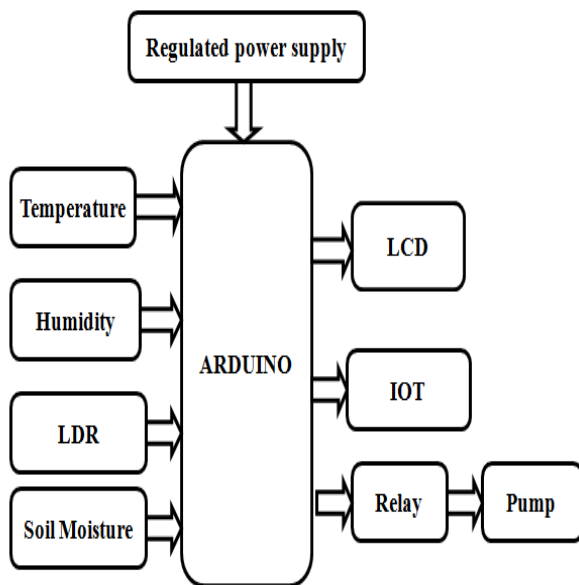 Regulated power supply
Temperature
Humidity
LDR
Soil Moisture
ARDUINO
LCD
IOT
Relay
Pump